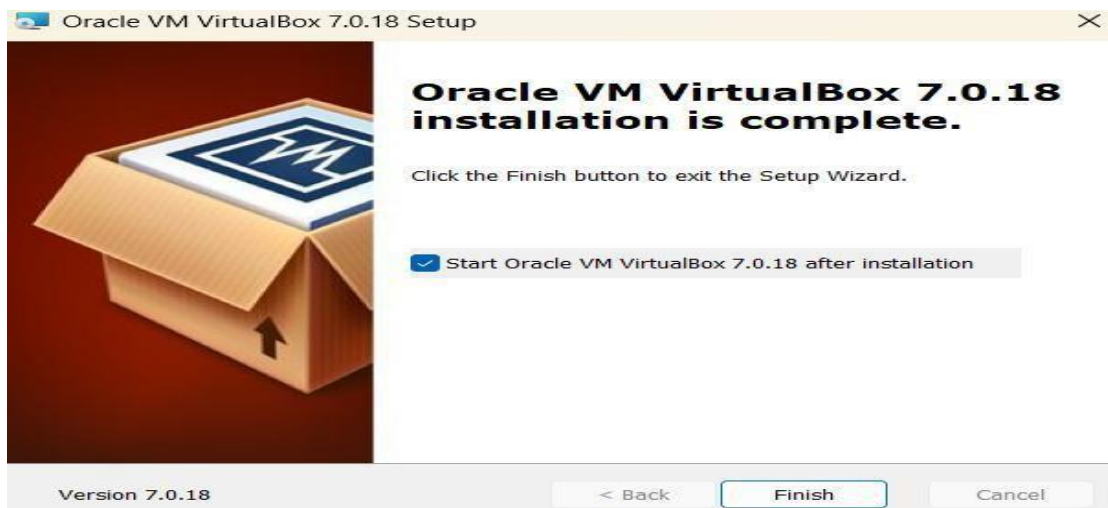 Oracle VM VirtualBox 7.0.18 Setup
Oracle VM VirtualBox 7.0.18
installation is complete.
Click the Finish button to exit the Setup Wizard.
Start Oracle VM VirtualBox 7.0.18 after installation
Version 7.0.18
< Back
Finish
Cancel